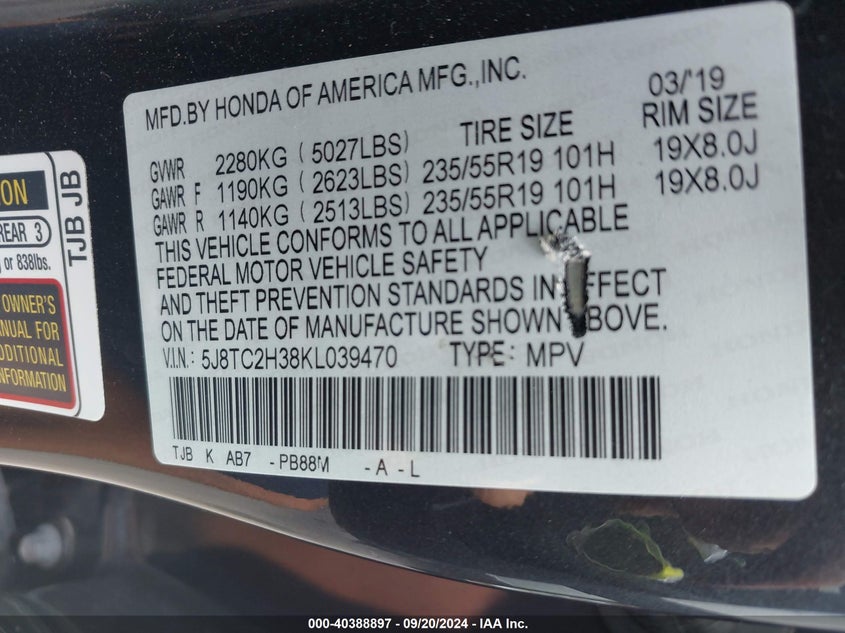 MFD.BY HONDA OF AMERICA MFG.,INC. 03/'19
TIRE SIZE RIM SIZE
GVWR 2280KG ( 5027LBS)
GAWR F 1190KG ( 2623LBS) 235/55R19 101H 19X8.0J
GAWR R 1140KG ( 2513LBS) 235/55R19 101H 19X8.0J
THIS VEHICLE CONFORMS TO ALL APPLICABLE
FEDERAL MOTOR VEHICLE SAFETY
AND THEFT PREVENTION STANDARDS IN EFFECT
ON THE DATE OF MANUFACTURE SHOWN ABOVE.
V.I.N.: 5J8TC2H38KL039470 TYPE: MPV
TJB K AB7 -PB88M -A -L
ION
REAR 3
g or 838lbs.
OWNER'S
ANUAL FOR
DDITIONAL
NFORMATION
TJB JB
000-40388897 - 09/20/2024 - IAA Inc.